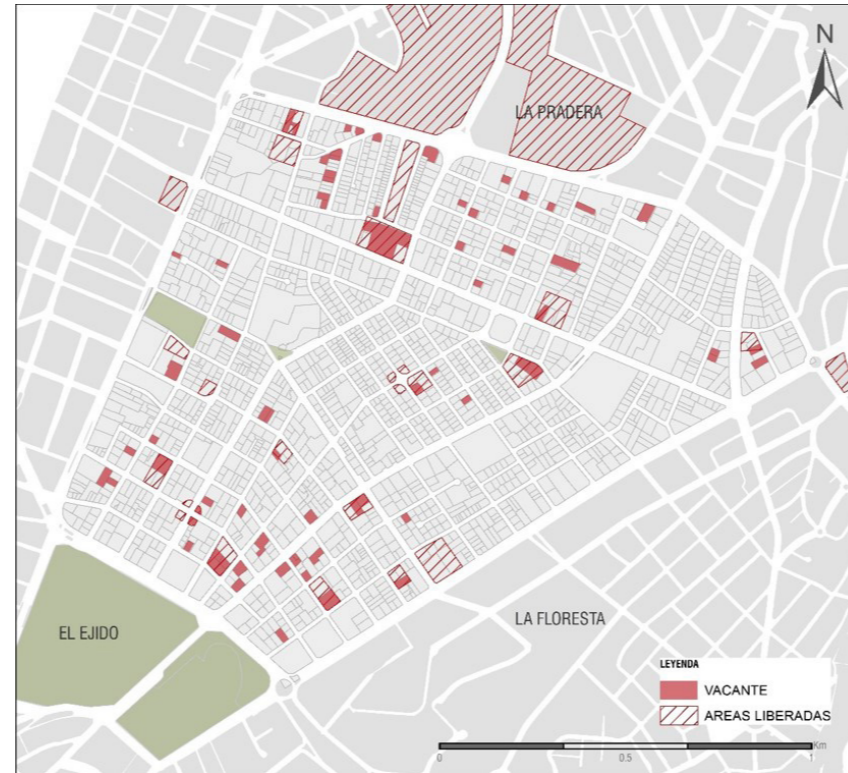 N
LA PRADERA
EL EJIDO
LA FLORESTA
LEYENDA
VACANTE
AREAS LIBERADAS
Km
0 0.5 1